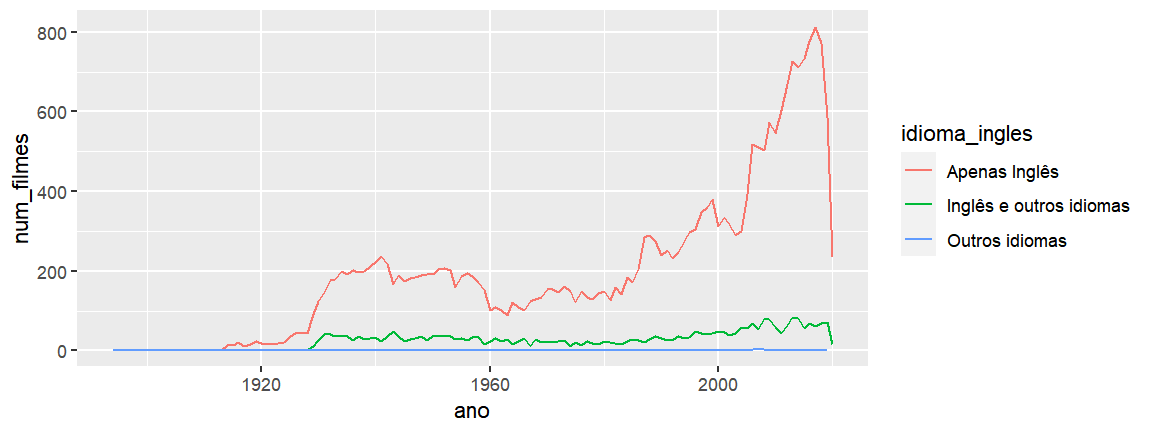 800
600
400
200
0
num_filmes
1920
1960
2000
ano
idioma_ingles
Apenas Inglês
Inglês e outros idiomas
Outros idiomas